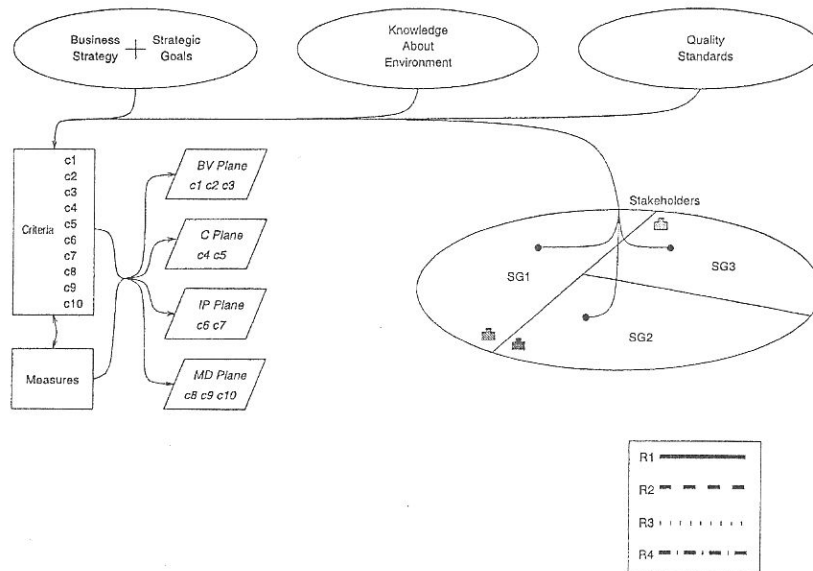 Business Strategy
Strategic Goals
Knowledge
About
Environment
Quality
Standards
Criteria
c1
c2
c3
c4
c5
c6
c7
c8
c9
c10
Measures
BV Plane
c1 c2 c3
C Plane
c4 c5
IP Plane
c6 c7
MD Plane
c8 c9 c10
Stakeholders
SG1
SG3
SG2
R1
R2
R3
R4